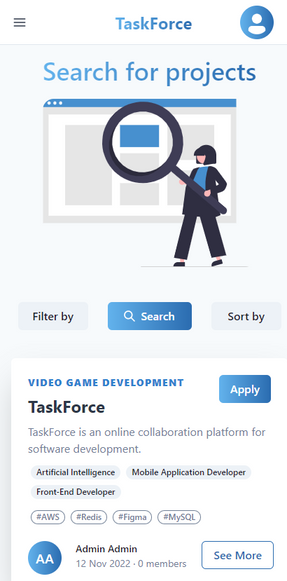 TaskForce
Search for projects
Filter by
Search
Sort by
VIDEO GAME DEVELOPMENT
Apply
TaskForce
TaskForce is an online collaboration platform for
software development.
Artificial Intelligence
Mobile Application Developer
Front-End Developer
#AWS
#Redis
#Figma
#MySQL
AA
Admin Admin
12 Nov 2022 · 0 members
See More